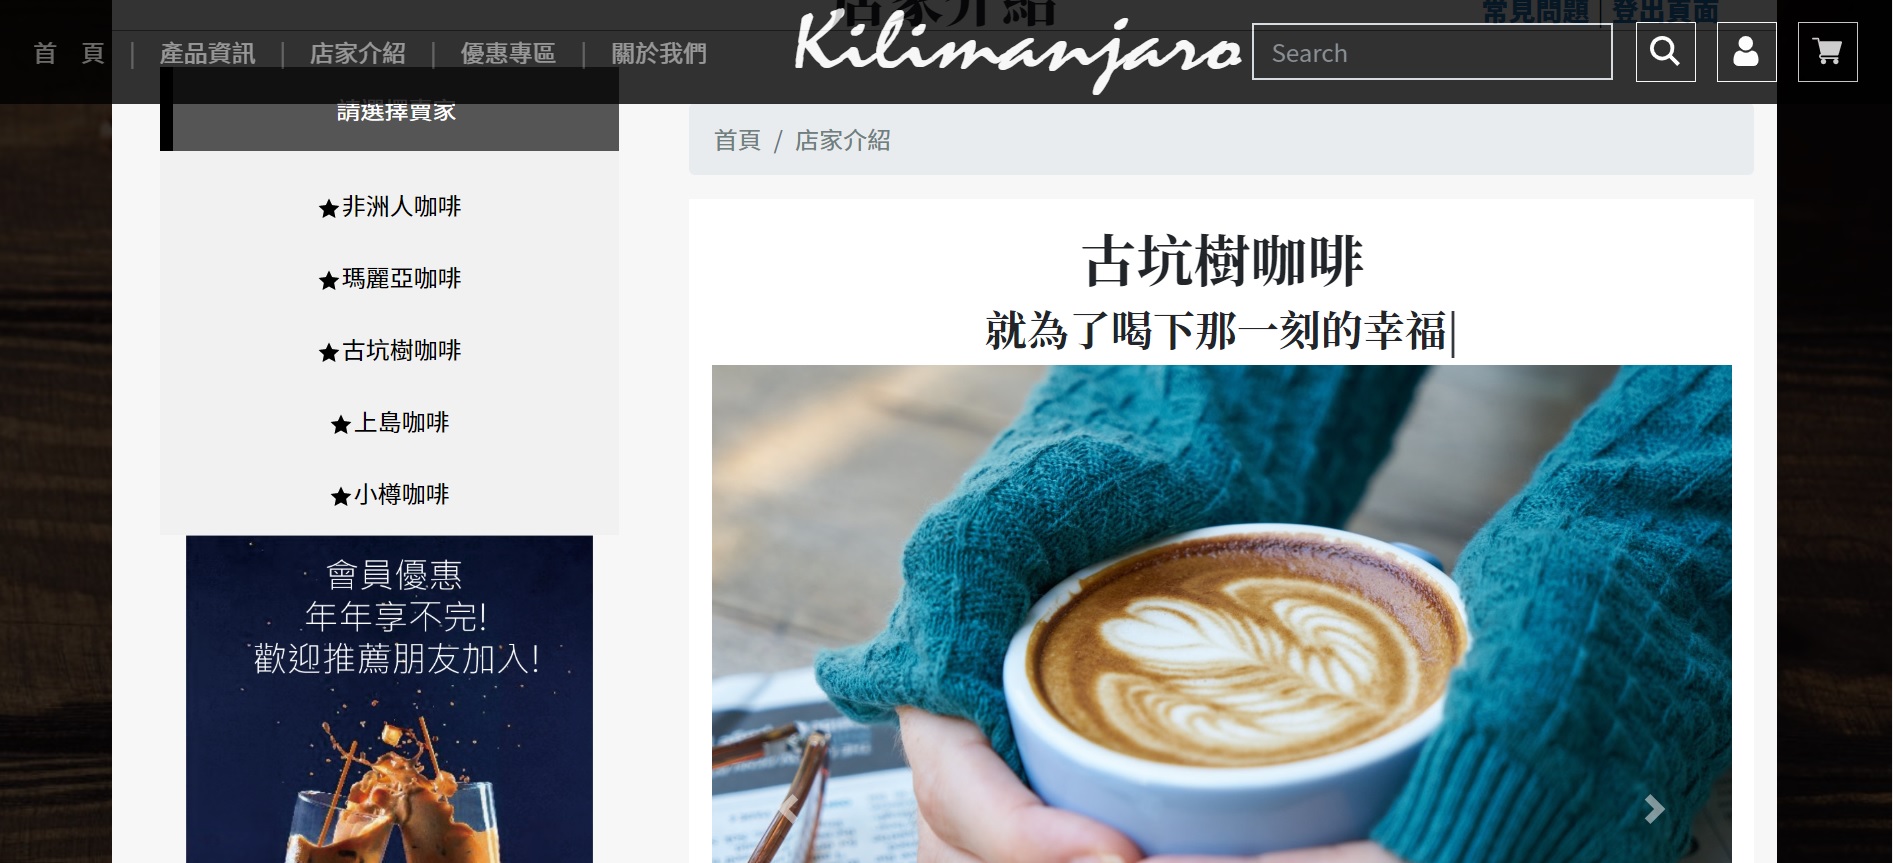 店家介紹
常見問題 | 登出頁面
首 頁 | 產品資訊 | 店家介紹 | 優惠專區 | 關於我們
Kilimanjaro
Search
請選擇賣家
★非洲人咖啡
★瑪麗亞咖啡
★古坑樹咖啡
★上島咖啡
★小樽咖啡
會員優惠
年年享不完!
歡迎推薦朋友加入!
首頁 / 店家介紹
古坑樹咖啡
就為了喝下那一刻的幸福|